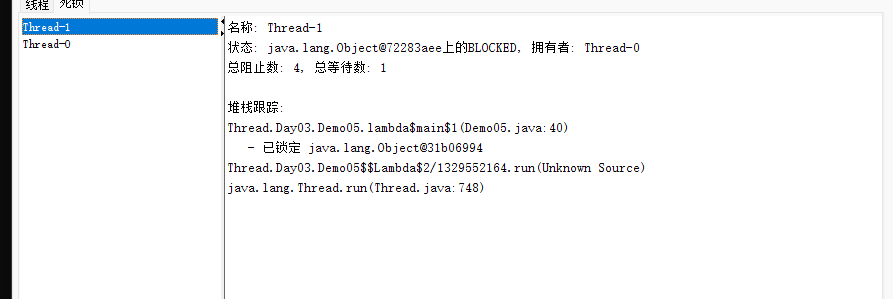 线程 死锁
Thread-1
Thread-0
名称: Thread-1
状态: java.lang.Object@72283aee上的BLOCKED, 拥有者: Thread-0
总阻止数: 4, 总等待数: 1
堆栈跟踪:
Thread.Day03.Demo05.lambda$main$1(Demo05.java:40)
- 已锁定 java.lang.Object@31b06994
Thread.Day03.Demo05$$Lambda$2/1329552164.run(Unknown Source)
java.lang.Thread.run(Thread.java:748)